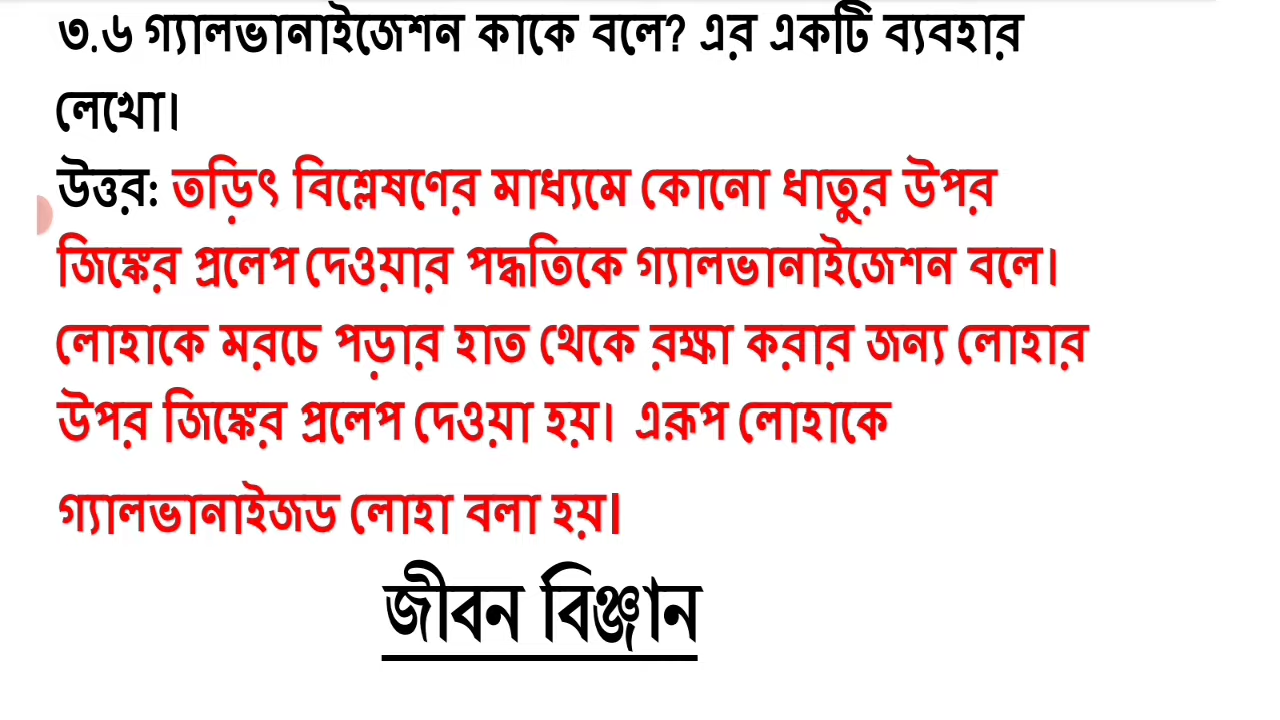 ৩.৬ গ্যালভানাইজেশন কাকে বলে? এর একটি ব্যবহার
লেখো।
উত্তর: তড়িৎ বিশ্লেষণের মাধ্যমে কোনো ধাতুর উপর
জিঙ্কের প্রলেপ দেওয়ার পদ্ধতিকে গ্যালভানাইজেশন বলে।
লোহাকে মরচে পড়ার হাত থেকে রক্ষা করার জন্য লোহার
উপর জিঙ্কের প্রলেপ দেওয়া হয়। এরূপ লোহাকে
গ্যালভানাইজড লোহা বলা হয়।
জীবন বিজ্ঞান